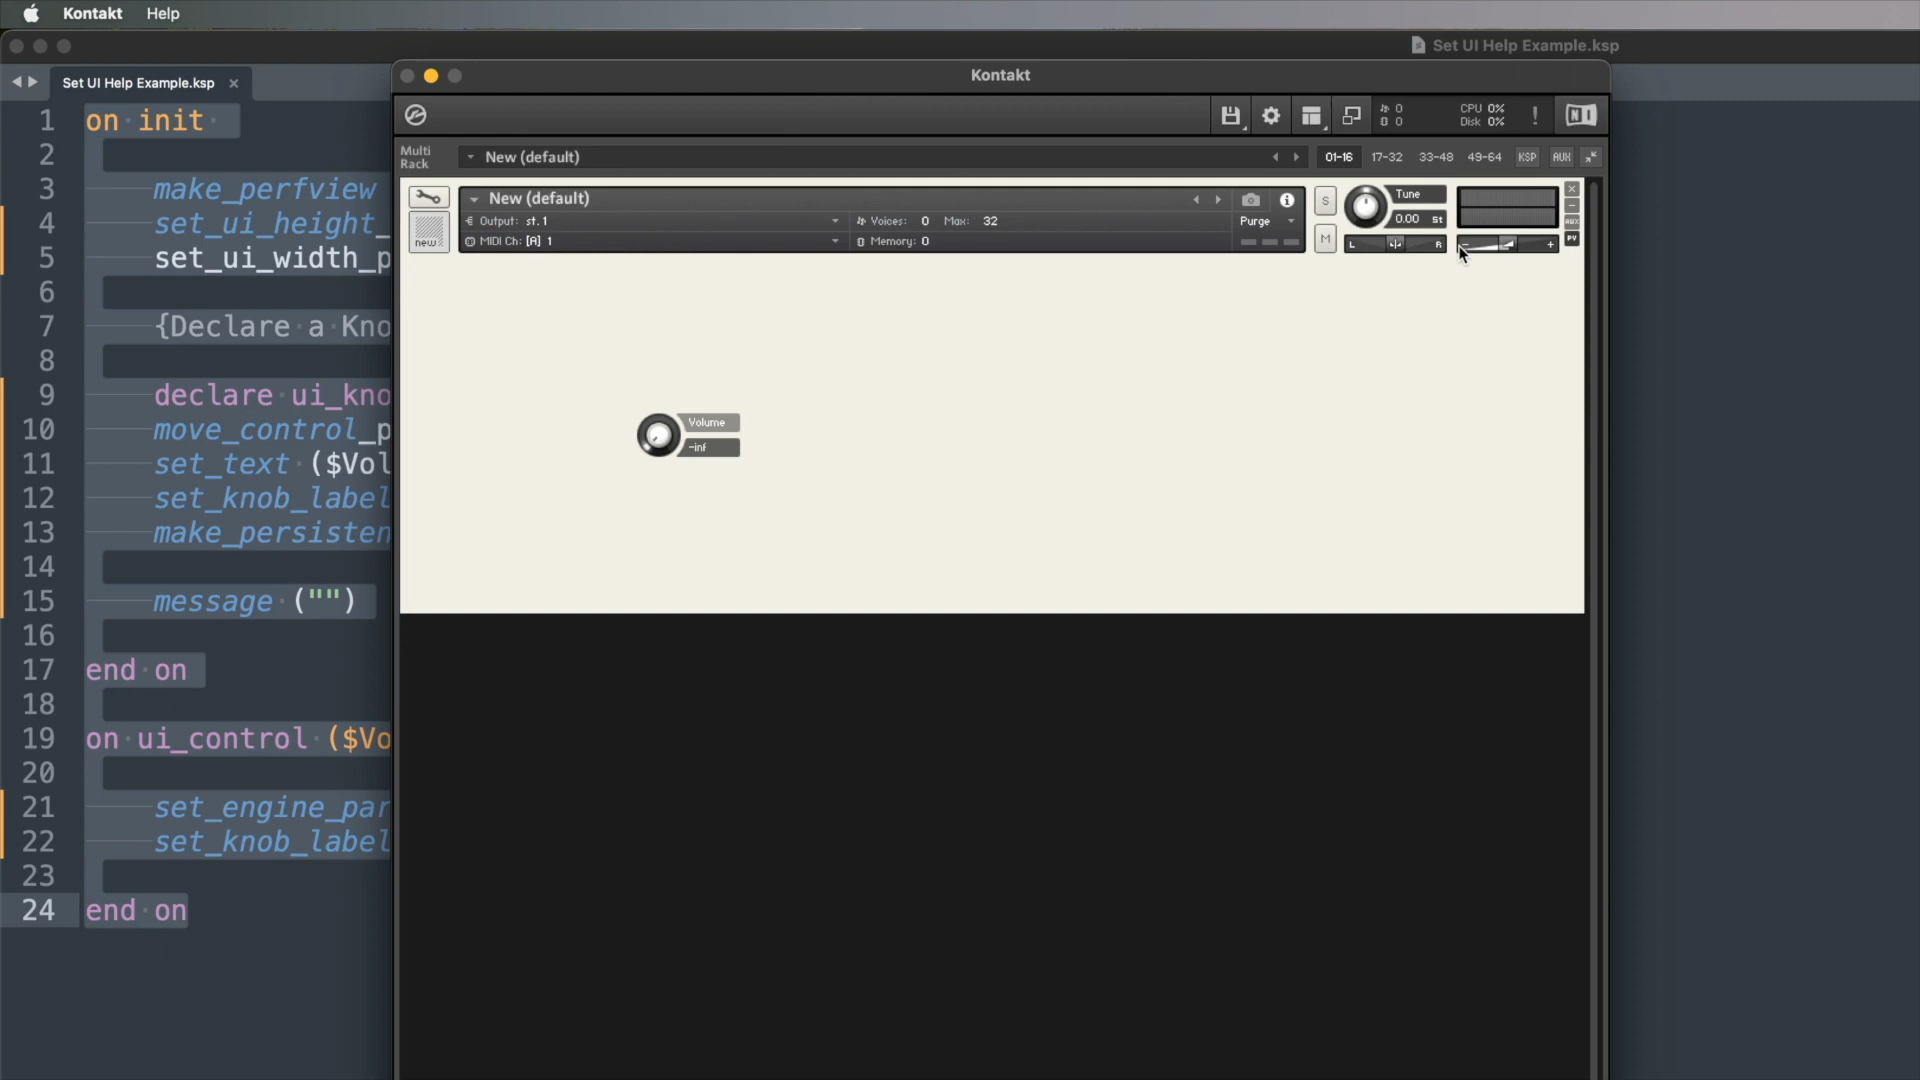 Kontakt Help
Set UI Help Example.ksp
Set UI Help Example.ksp ×
Kontakt
1 on init
2
3 make_perfview
4 set_ui_height_
5 set_ui_width_p
6
7 {Declare a Kno
8
9 declare ui_kno
10 move_control_p
11 set_text ($Vol
12 set_knob_label
13 make_persisten
14
15 message ("")
16
17 end on
18
19 on ui_control ($Vo
20
21 set_engine_par
22 set_knob_label
23
24 end on
0 CPU 0% !
0 Disk 0%
Multi
Rack
New (default) 01-16 17-32 33-48 49-64 KSP AUX
New (default)
Output: st.1 Voices: 0 Max: 32 Purge
MIDI Ch: [A] 1 Memory: 0
new
S
M
Tune
0.00 St
L R
- +
AUX
PV
Volume
-inf